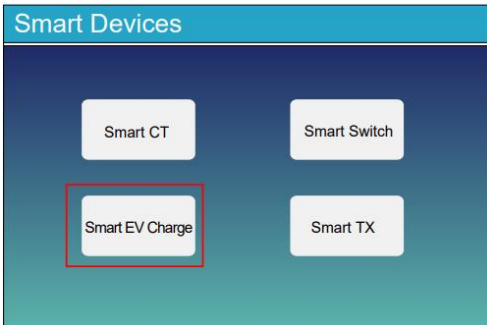 Smart Devices
Smart CT
Smart Switch
Smart EV Charge
Smart TX